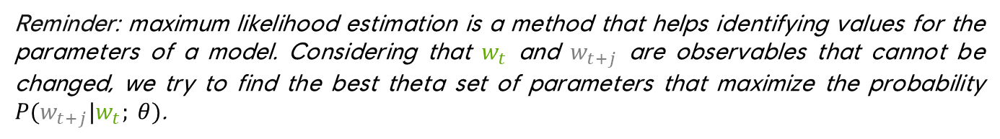 Reminder: maximum likelihood estimation is a method that helps identifying values for the
parameters of a model. Considering that w_t and w_{t+j} are observables that cannot be
changed, we try to find the best theta set of parameters that maximize the probability
P(w_{t+j}|w_t; θ).